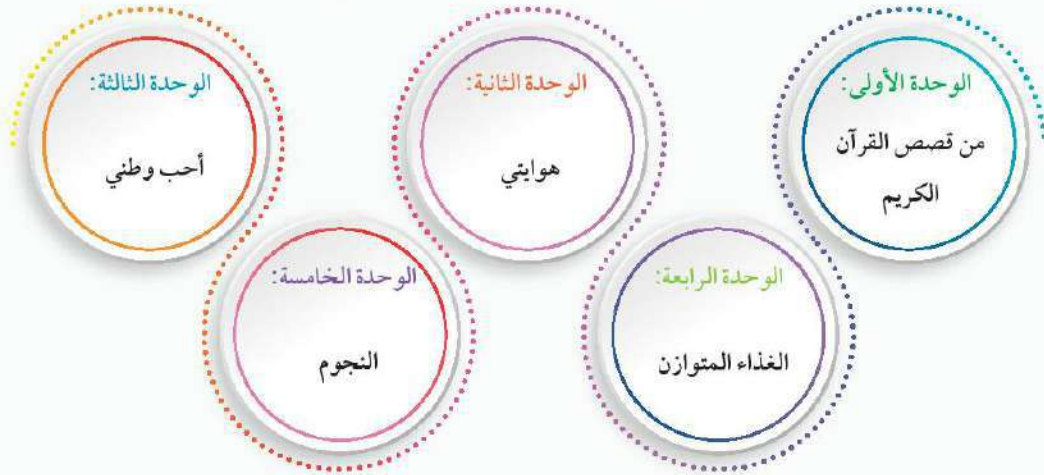 الوحدة الأولى:
من قصص القرآن
الكريم
الوحدة الثانية:
هوايتي
الوحدة الثالثة:
أحب وطني
الوحدة الرابعة:
الغذاء المتوازن
الوحدة الخامسة:
النجوم